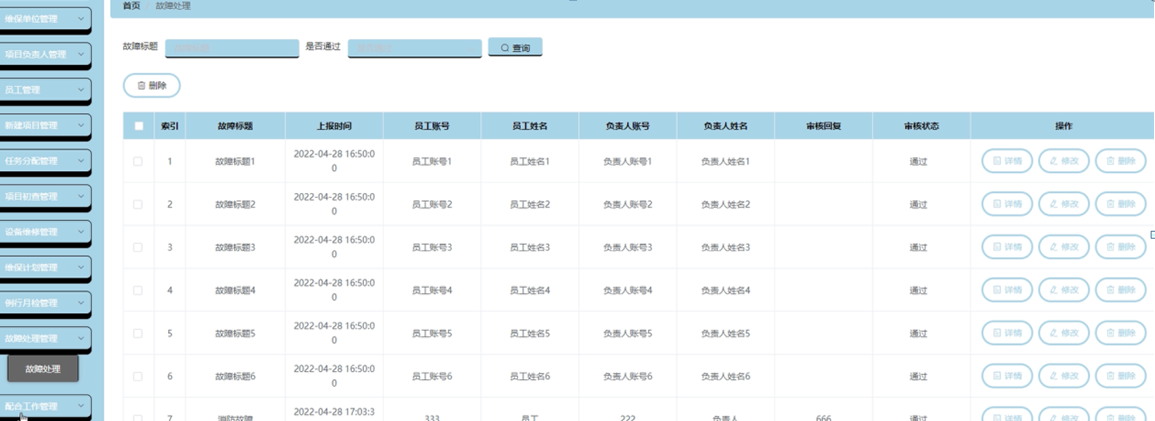 首页 故障处理
维保单位管理
项目负责人管理
员工管理
新建项目管理
任务分配管理
项目初查管理
设备维修管理
维保计划管理
例行月检管理
故障处理管理
故障处理
配合工作管理
故障标题 是否通过 查询
删除
索引 故障标题 上报时间 员工账号 员工姓名 负责人账号 负责人姓名 审核回复 审核状态 操作
1 故障标题1 2022-04-28 16:50:0 员工账号1 员工姓名1 负责人账号1 负责人姓名1 通过 详情 修改 删除
0
2 故障标题2 2022-04-28 16:50:0 员工账号2 员工姓名2 负责人账号2 负责人姓名2 通过 详情 修改 删除
0
3 故障标题3 2022-04-28 16:50:0 员工账号3 员工姓名3 负责人账号3 负责人姓名3 通过 详情 修改 删除
0
4 故障标题4 2022-04-28 16:50:0 员工账号4 员工姓名4 负责人账号4 负责人姓名4 通过 详情 修改 删除
0
5 故障标题5 2022-04-28 16:50:0 员工账号5 员工姓名5 负责人账号5 负责人姓名5 通过 详情 修改 删除
0
6 故障标题6 2022-04-28 16:50:0 员工账号6 员工姓名6 负责人账号6 负责人姓名6 通过 详情 修改 删除
0
7 消防故障 2022-04-28 17:03:3 333 员工 222 负责人 666 通过 详情 修改 删除